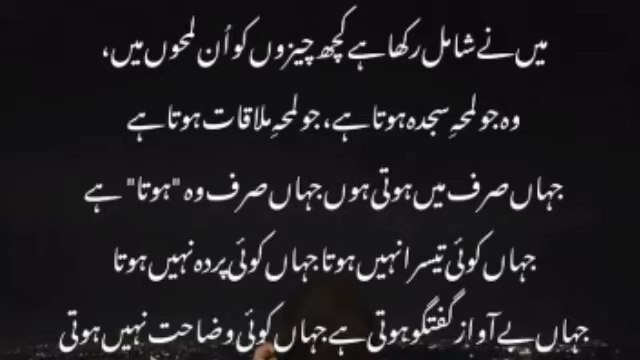 میں نے شامل رکھا ہے کچھ چیزوں کو اُن لمحوں میں،
وہ جو لمحہِ سجدہ ہوتا ہے، جو لمحہِ ملاقات ہوتا ہے
جہاں صرف میں ہوتی ہوں جہاں صرف وہ "ہوتا" ہے
جہاں کوئی تیسرا نہیں ہوتا جہاں کوئی پردہ نہیں ہوتا
جہاں بے آواز گفتگو ہوتی ہے جہاں کوئی وضاحت نہیں ہوتی